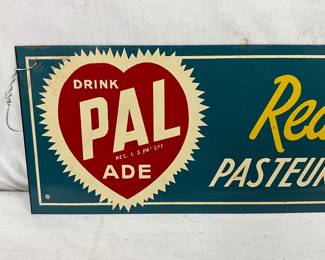 DRINK
PAL
REG. U.S. PAT. OFF.
ADE
PASTEUR